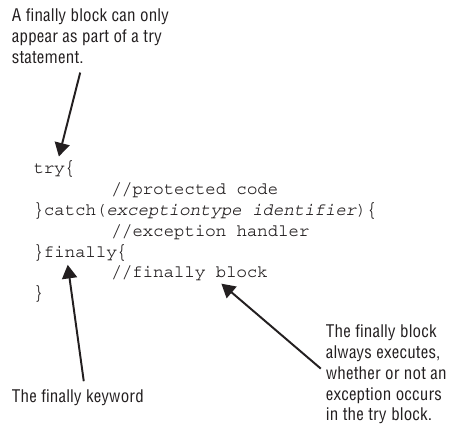 A finally block can only
appear as part of a try
statement.
try{
//protected code
}catch(exceptiontype identifier){
//exception handler
}finally{
//finally block
}
The finally block
always executes,
whether or not an
exception occurs
in the try block.
The finally keyword